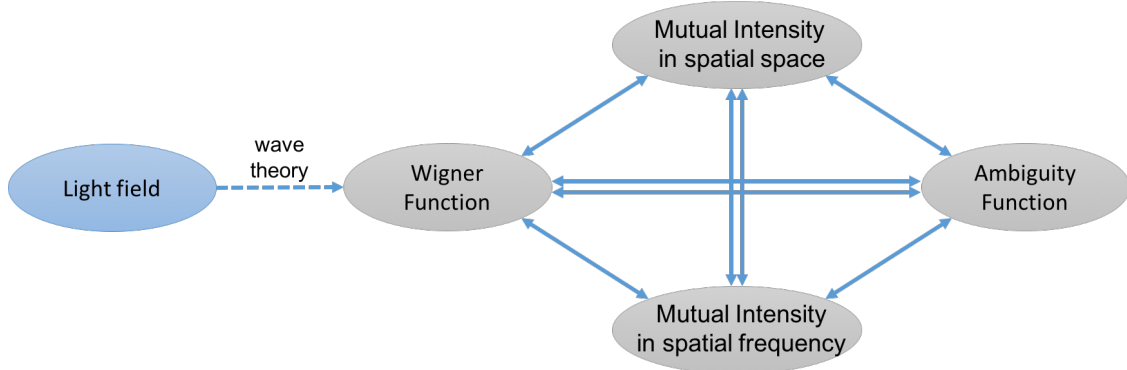 Mutual Intensity
in spatial space
wave
theory
Light field
Wigner
Function
Ambiguity
Function
Mutual Intensity
in spatial frequency